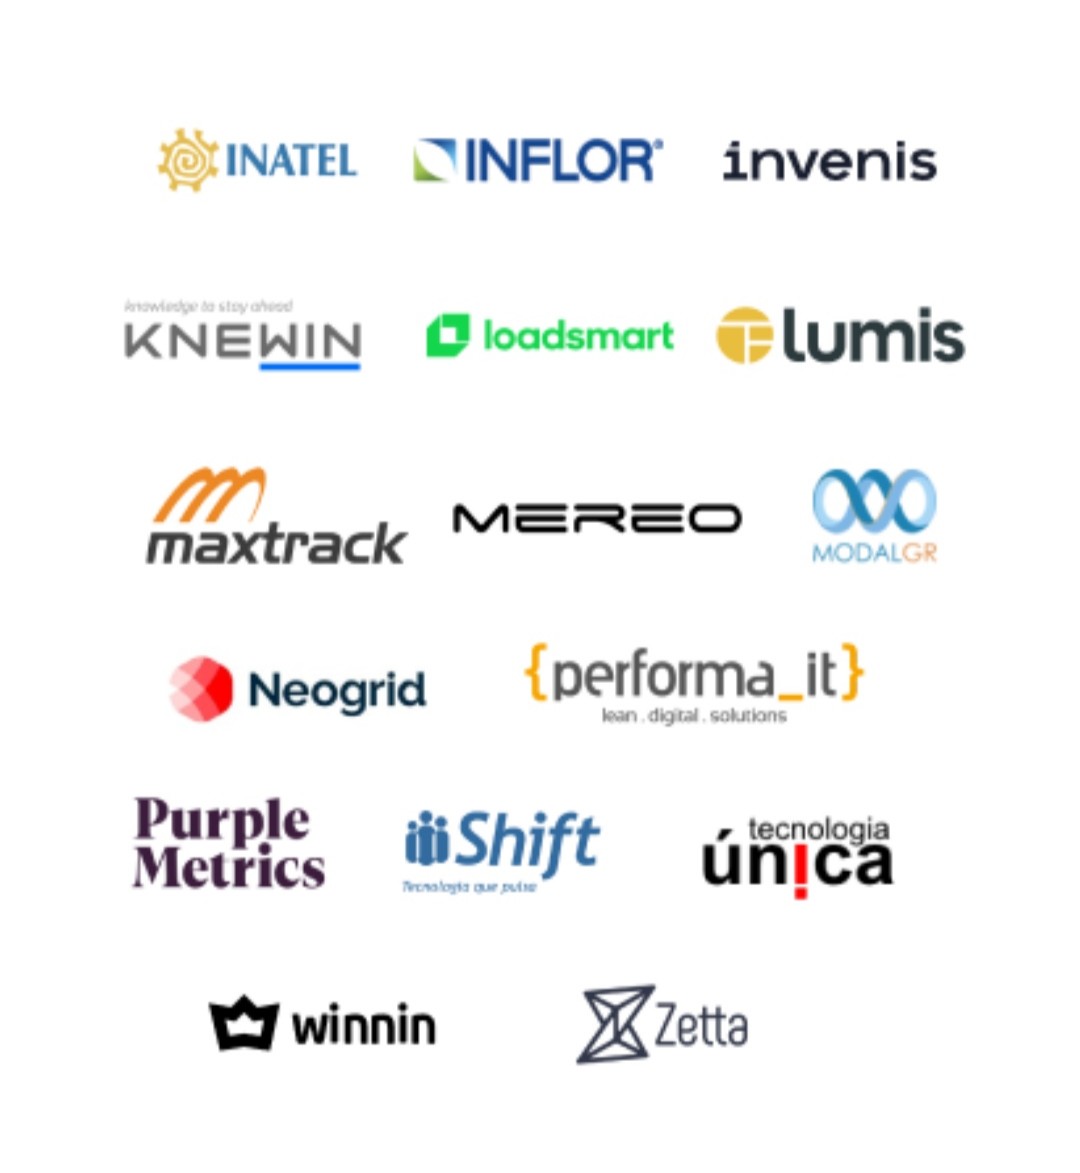 INATEL
INFLOR®
invenis
knowledge to stay ahead
KNEWIN
loadsmart
lumis
maxtrack
MEREO
MODALGR
Neogrid
{performa_it}
lean . digital . solutions
Purple
Metrics
Shift
Tecnologia que pulsa
tecnologia
única
winnin
Zetta